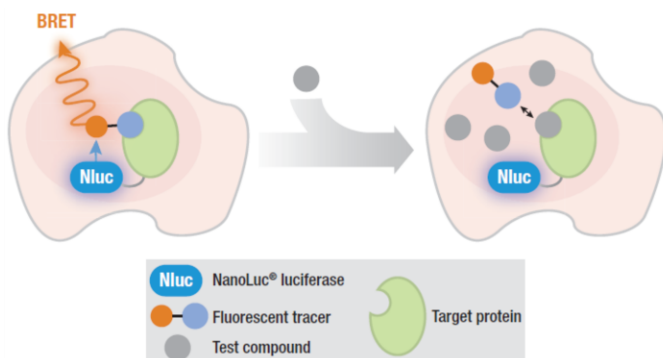 BRET
Nluc
Nluc
Nluc NanoLuc® luciferase
Fluorescent tracer
Test compound
Target protein